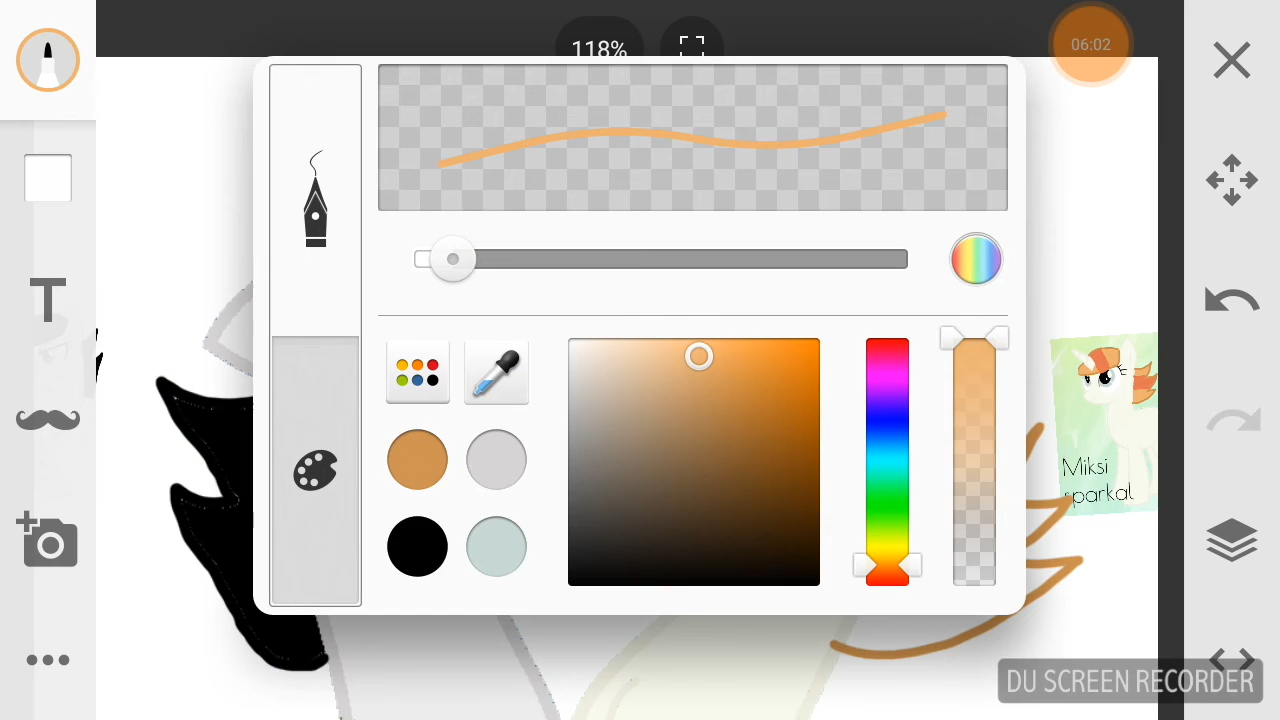 118%
06:02
T
Miksi
sparkal
DU SCREEN RECORDER